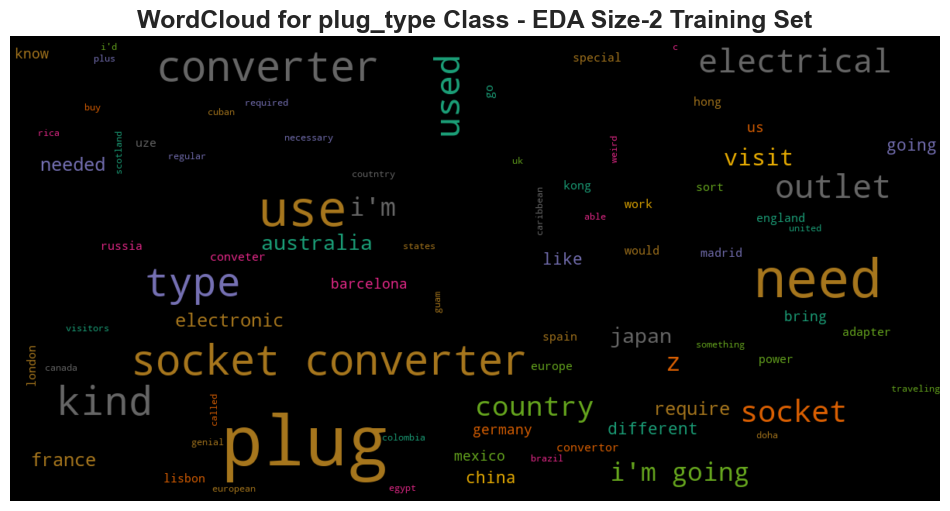 WordCloud for plug_type Class - EDA Size-2 Training Set
know
i'd
plus
converter
used
go
special
c
electrical
buy
cuban
required
hong
rica
scotland
uze
necessary
us
regular
needed
uk
weird
visit
going
coutntry
kong
sort
outlet
use
i'm
caribbean
able
work
england
united
russia
australia
states
conveter
like
would
madrid
need
type
barcelona
guam
electronic
bring
visitors
spain
japan
something
adapter
london
canada
socket converter
europe
z
power
traveling
kind
called
plug
country
require
socket
genial
colombia
germany
different
doha
france
mexico
brazil
convertor
lisbon
european
egypt
china
i'm going